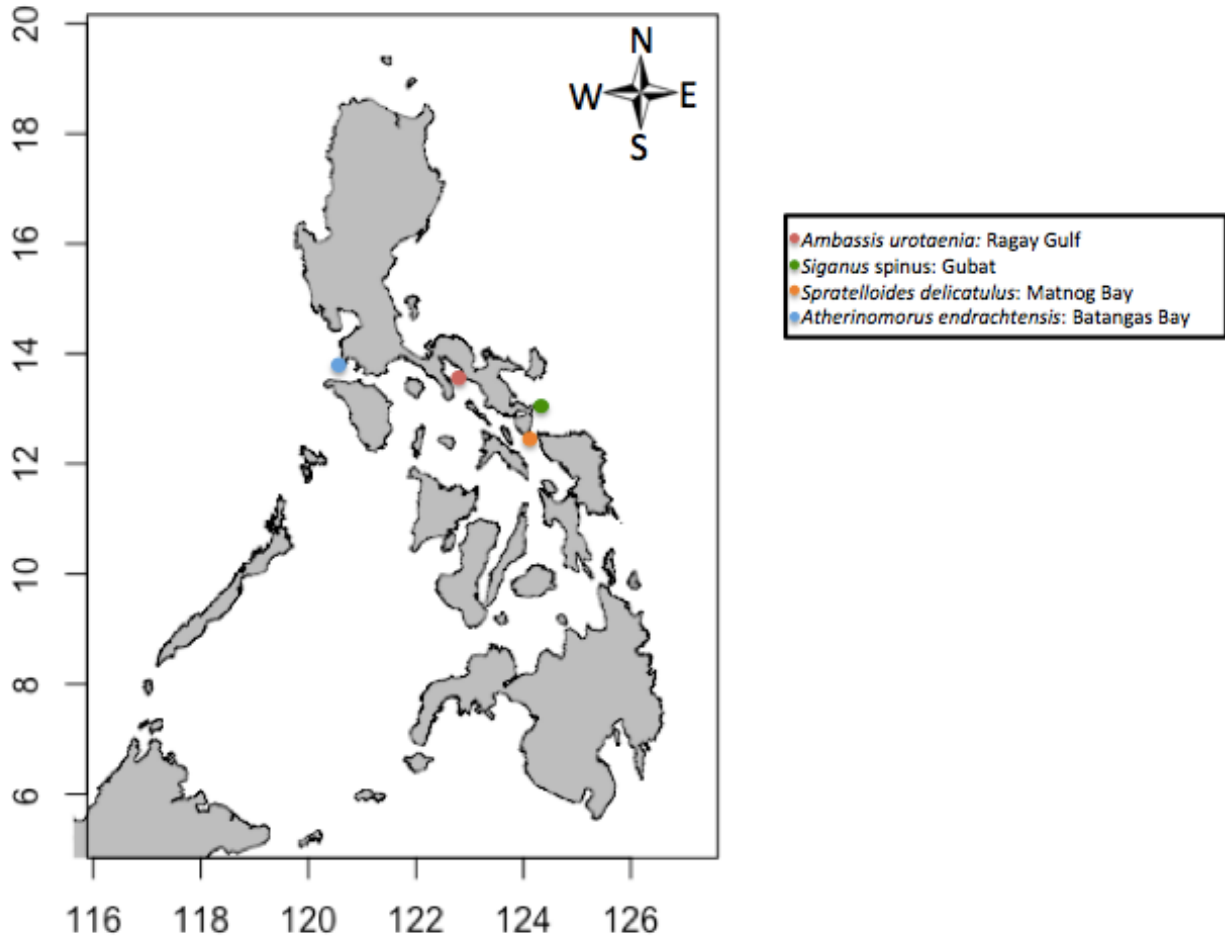 20
18
16
14
12
10
8
6
116 118 120 122 124 126
N
W E
S
Ambassis urotaenia: Ragay Gulf
Siganus spinus: Gubat
Spratelloides delicatulus: Matnog Bay
Atherinomorus endrachtensis: Batangas Bay